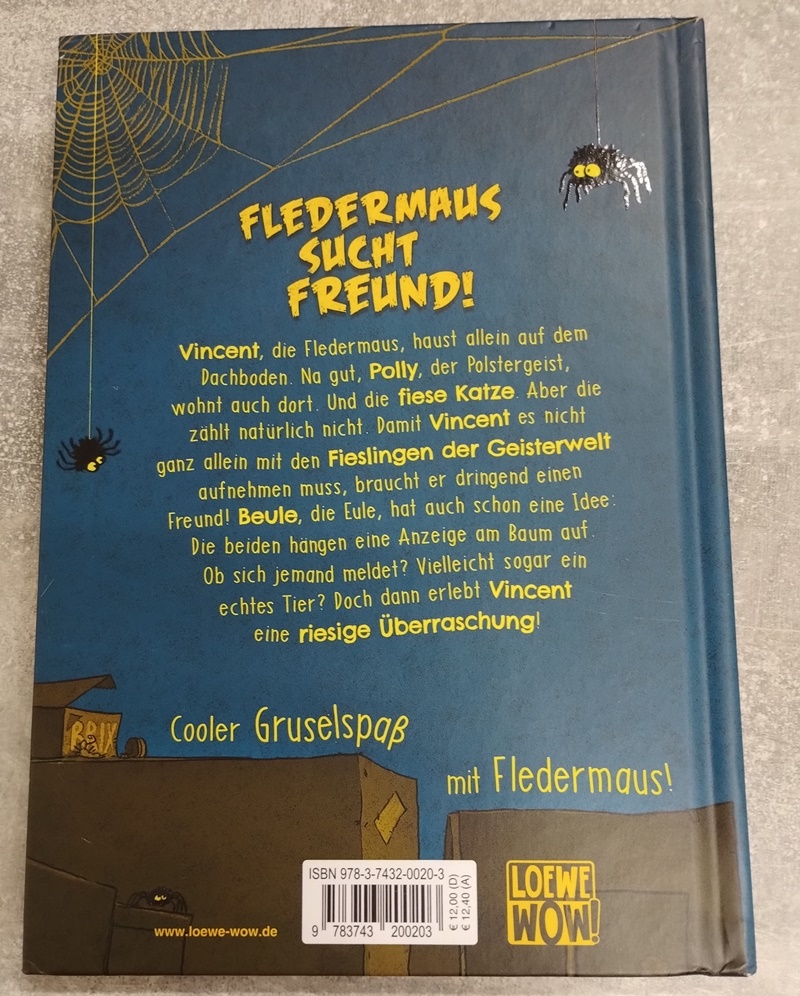 FLEDERMAUS
SUCHT
FREUND!
Vincent, die Fledermaus, haust allein auf dem
Dachboden. Na gut, Polly, der Polstergeist,
wohnt auch dort. Und die fiese Katze. Aber die
zählt natürlich nicht. Damit Vincent es nicht
ganz allein mit den Fieslingen der Geisterwelt
aufnehmen muss, braucht er dringend einen
Freund! Beule, die Eule, hat auch schon eine Idee:
Die beiden hängen eine Anzeige am Baum auf.
Ob sich jemand meldet? Vielleicht sogar ein
echtes Tier? Doch dann erlebt Vincent
eine riesige Überraschung!
BRIX
Cooler Gruselspaß
mit Fledermaus!
ISBN 978-3-7432-0020-3
€ 12,00 (D)
€ 12,40 (A)
9 783743 200203
www.loewe-wow.de
LOEWE
WOW!